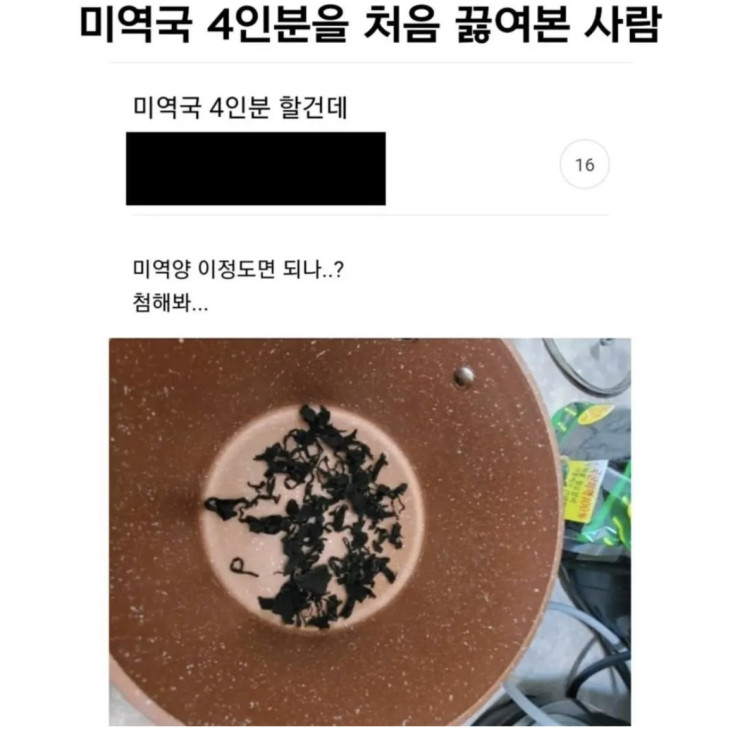 미역국 4인분을 처음 끓여본 사람
미역국 4인분 할건데
16
미역양 이정도면 되나..?
첨해봐...